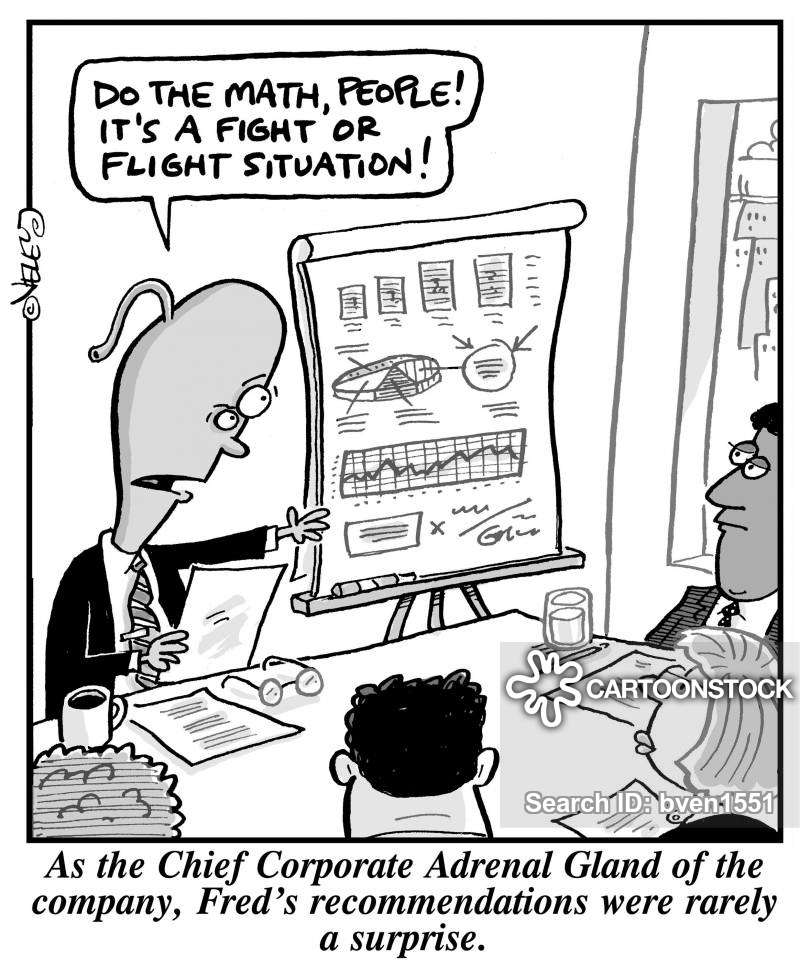 DO THE MATH, PEOPLE!
IT'S A FIGHT OR
FLIGHT SITUATION!
CARTOONSTOCK
Search ID: bven1551
As the Chief Corporate Adrenal Gland of the
company, Fred's recommendations were rarely
a surprise.